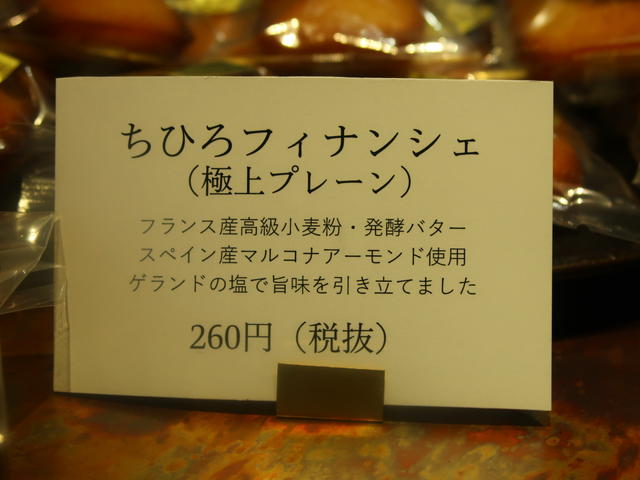 ちひろフィナンシェ
（極上プレーン）
フランス産高級小麦粉・発酵バター
スペイン産マルコナアーモンド使用
ゲランドの塩で旨味を引き立てました
260円（税抜）